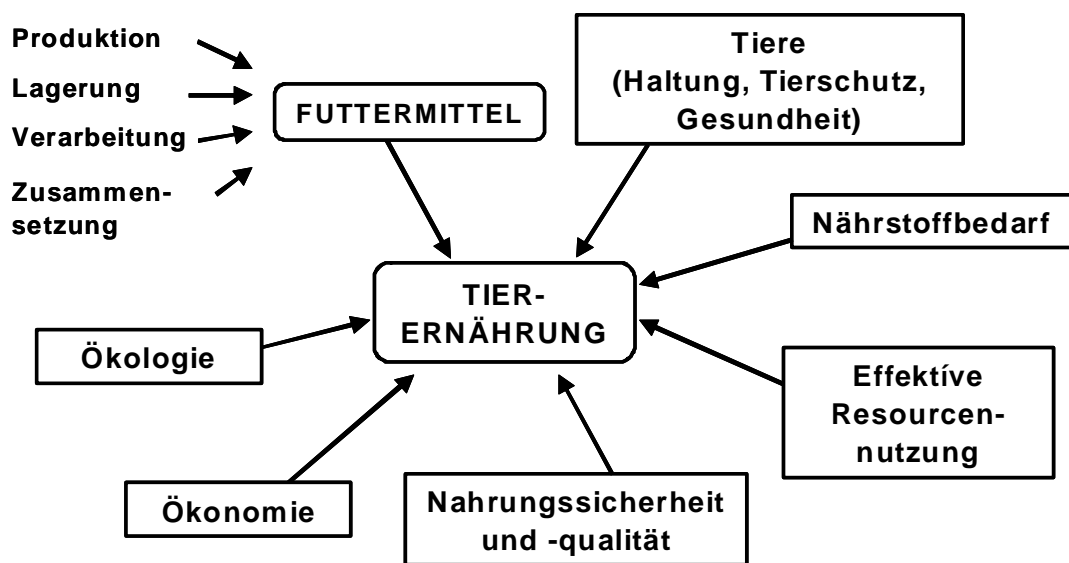 Produktion
Lagerung
Verarbeitung
Zusammen-
setzung
FUTTERMITTEL
Tiere
(Haltung, Tierschutz,
Gesundheit)
Nährstoffbedarf
TIER-
ERNÄHRUNG
Ökologie
Effektíve
Resourcen-
nutzung
Ökonomie
Nahrungssicherheit
und -qualität